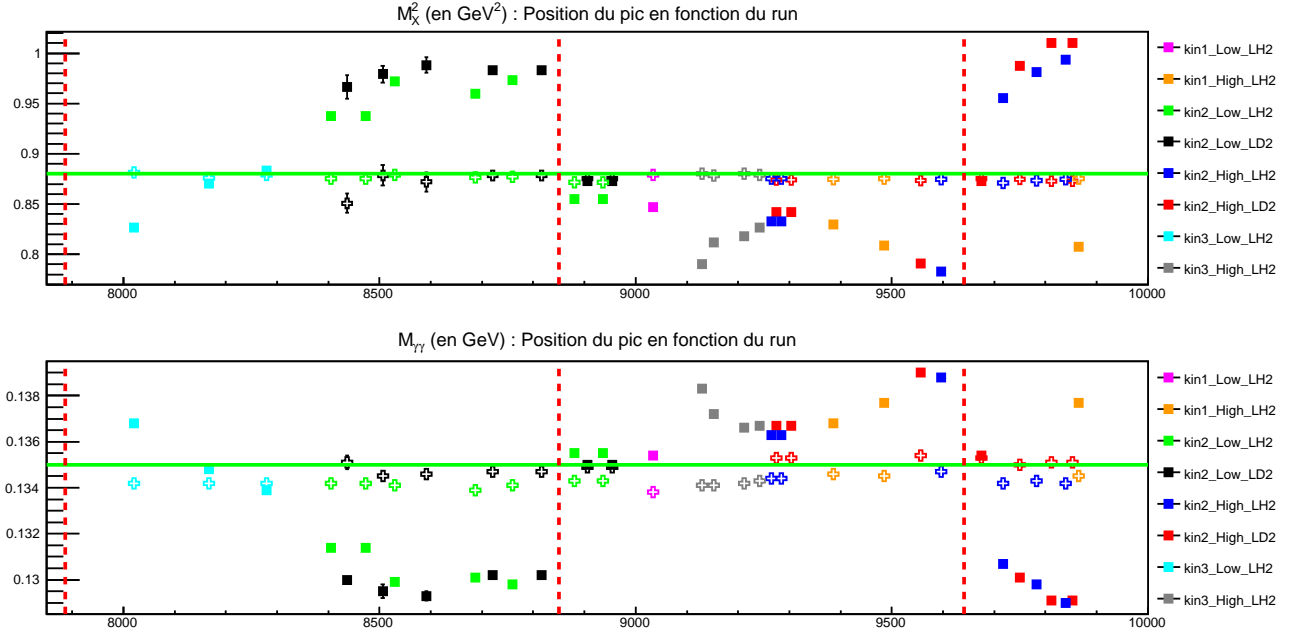 M_X^2 (en GeV^2) : Position du pic en fonction du run
1
0.95
0.9
0.85
0.8
8000 8500 9000 9500 10000
kin1_Low_LH2
kin1_High_LH2
kin2_Low_LH2
kin2_Low_LD2
kin2_High_LH2
kin2_High_LD2
kin3_Low_LH2
kin3_High_LH2
M_γγ (en GeV) : Position du pic en fonction du run
0.138
0.136
0.134
0.132
0.13
8000 8500 9000 9500 10000
kin1_Low_LH2
kin1_High_LH2
kin2_Low_LH2
kin2_Low_LD2
kin2_High_LH2
kin2_High_LD2
kin3_Low_LH2
kin3_High_LH2